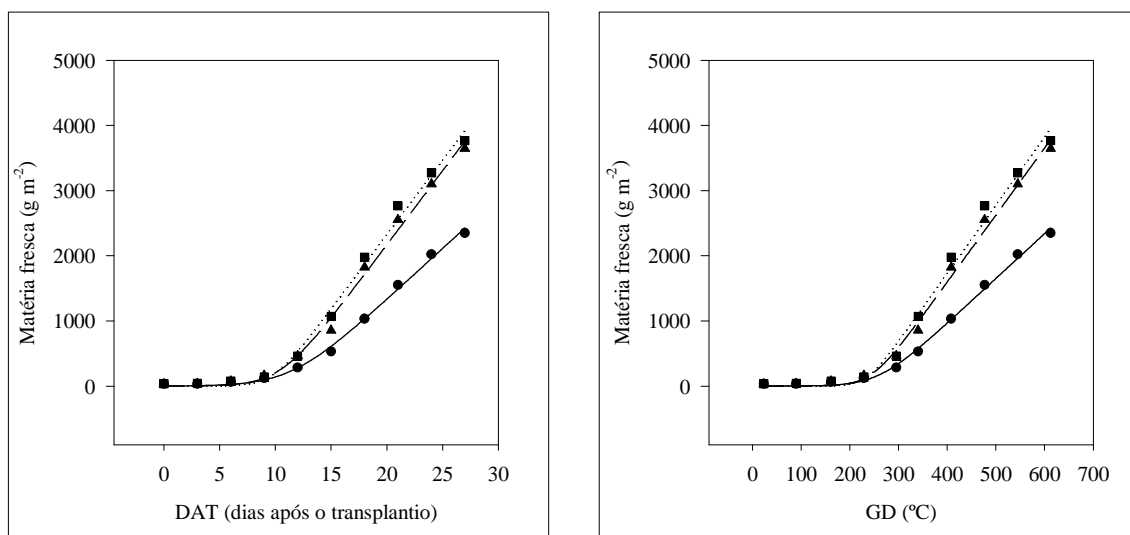 5000
4000
3000
2000
1000
0
Matéria fresca (g m-2)
0 5 10 15 20 25 30
DAT (dias após o transplantio)
5000
4000
3000
2000
1000
0
Matéria fresca (g m-2)
0 100 200 300 400 500 600 700
GD (ºC)